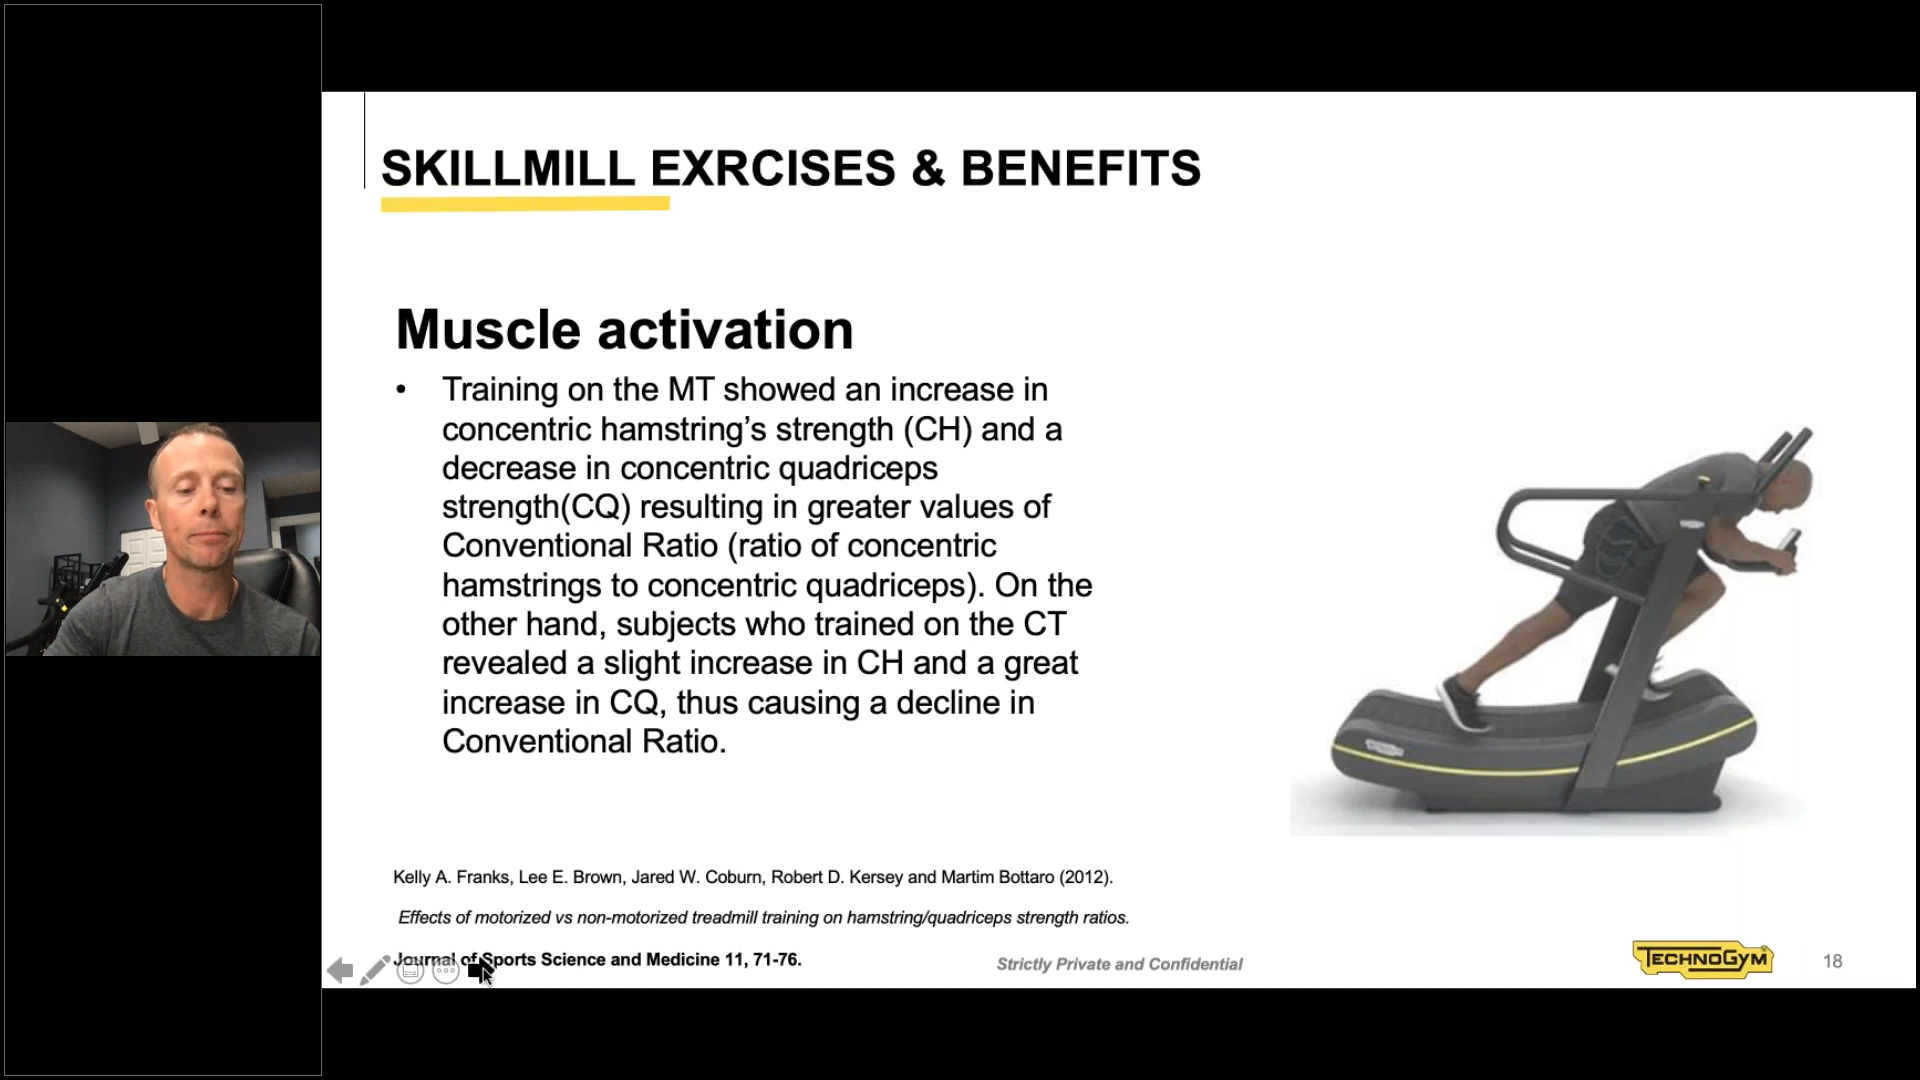 SKILLMILL EXRCISES & BENEFITS
Muscle activation
• Training on the MT showed an increase in
concentric hamstring’s strength (CH) and a
decrease in concentric quadriceps
strength(CQ) resulting in greater values of
Conventional Ratio (ratio of concentric
hamstrings to concentric quadriceps). On the
other hand, subjects who trained on the CT
revealed a slight increase in CH and a great
increase in CQ, thus causing a decline in
Conventional Ratio.
Kelly A. Franks, Lee E. Brown, Jared W. Coburn, Robert D. Kersey and Martim Bottaro (2012).
Effects of motorized vs non-motorized treadmill training on hamstring/quadriceps strength ratios.
Journal of Sports Science and Medicine 11, 71-76.
Strictly Private and Confidential
TECHNOGYM
18